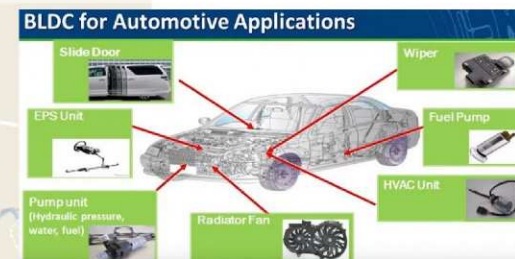 BLDC for Automotive Applications
Slide Door
Wiper
EPS Unit
Fuel Pump
HVAC Unit
Pump unit
(Hydraulic pressure,
water, fuel)
Radiator Fan